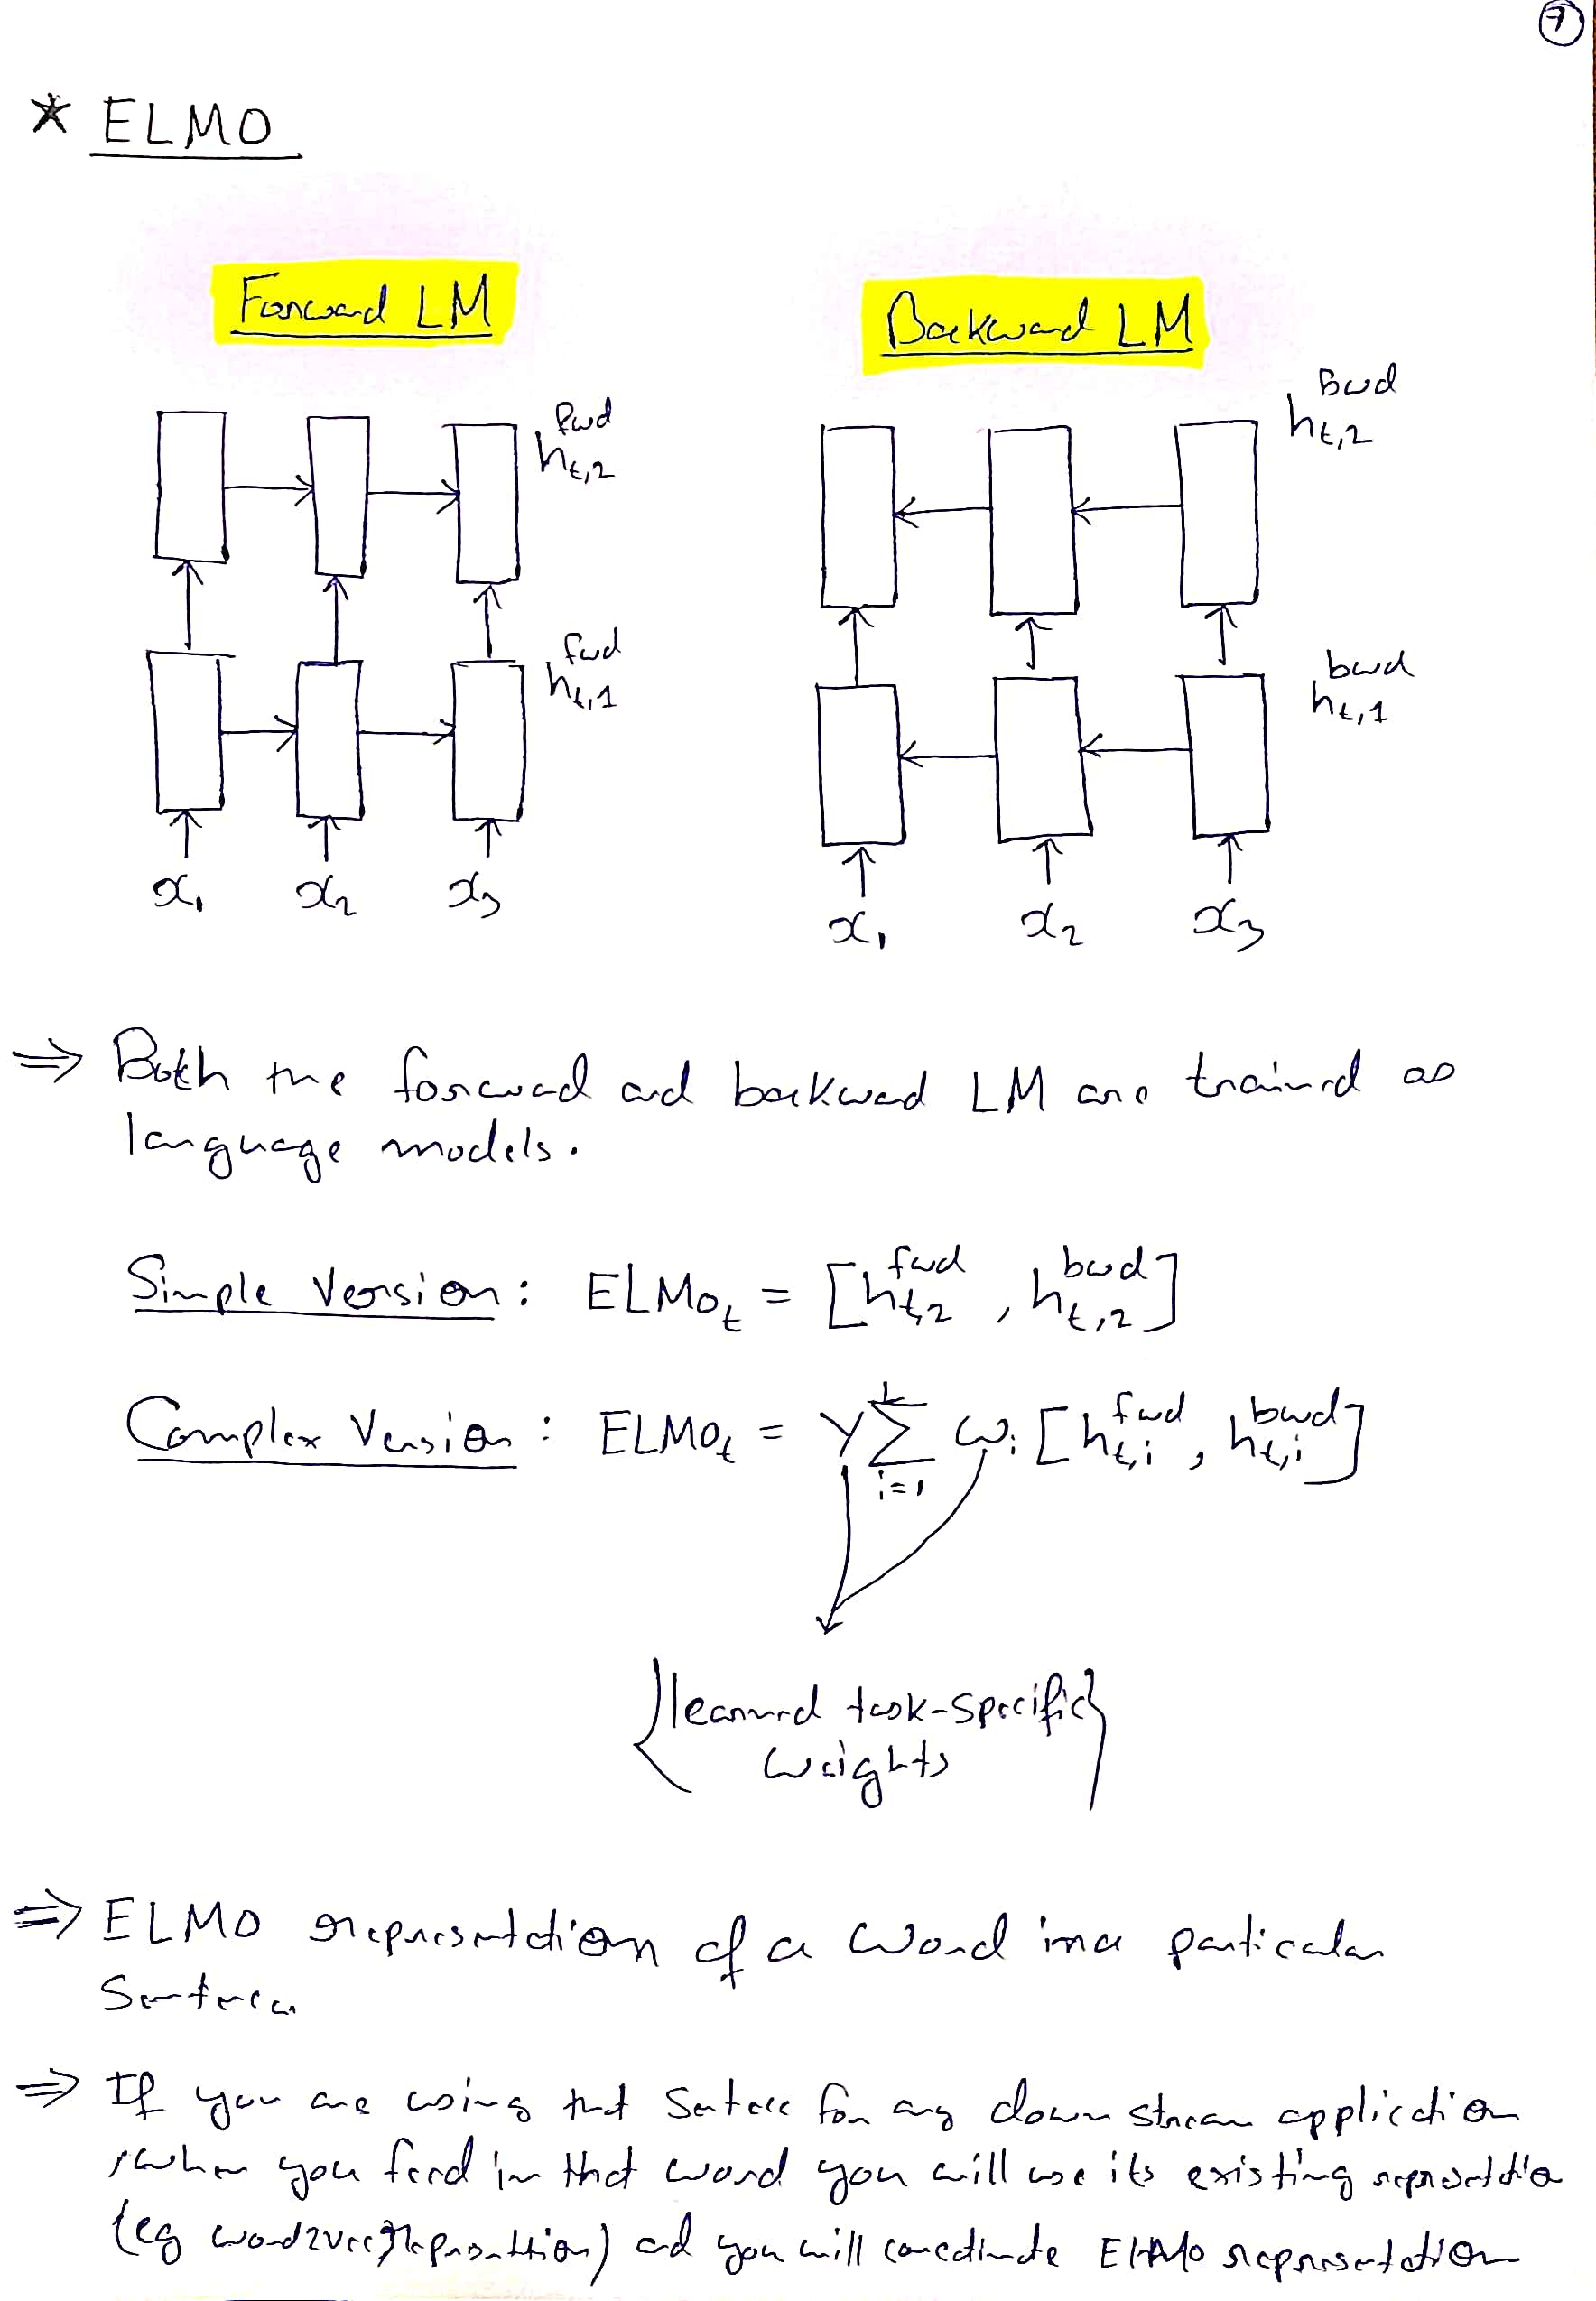 7
* ELMO
Forward LM
Backward LM
h_{t,2}^{fwd}
h_{t,2}^{Bwd}
h_{t,1}^{fwd}
h_{t,1}^{bwd}
x_1 x_2 x_3
x_1 x_2 x_3
⇒ Both the forward and backward LM are trained as
language models.
Simple Version: ELMo_t = [h_{t,2}^{fwd}, h_{t,2}^{bwd}]
Complex Version: ELMO_t = γ Σ_{i=1}^{L} ω_i [h_{t,i}^{fwd}, h_{t,i}^{bwd}]
{learned task-specific}
weights
⇒ ELMO representation of a word in a particular
Sentence
⇒ If you are using that Sentece for any down stream application
, when you feed in that word you will use its existing representation
(eg word2vec representation) and you will concatinate ELMo representation